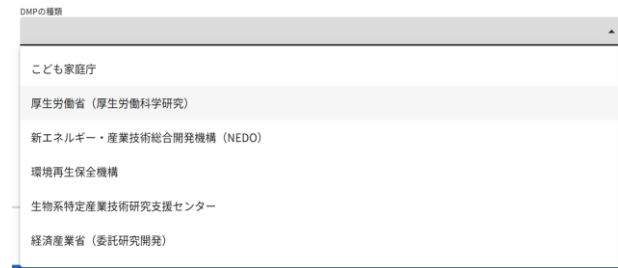 DMPの種類
こども家庭庁
厚生労働省（厚生労働科学研究）
新エネルギー・産業技術総合開発機構（NEDO）
環境再生保全機構
生物系特定産業技術研究支援センター
経済産業省（委託研究開発）